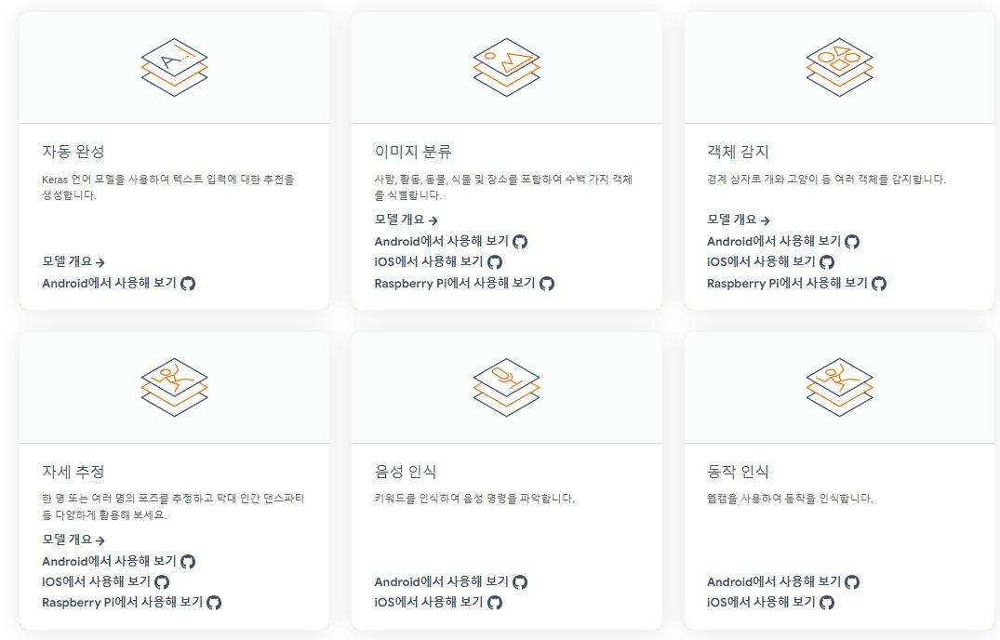 자동 완성
Keras 언어 모델을 사용하여 텍스트 입력에 대한 추천을
생성합니다.
모델 개요
Android에서 사용해 보기
이미지 분류
사람, 활동, 동물, 식물 및 장소를 포함하여 수백 가지 객체
를 식별합니다.
모델 개요
Android에서 사용해 보기
iOS에서 사용해 보기
Raspberry Pi에서 사용해 보기
객체 감지
경계 상자로 개와 고양이 등 여러 객체를 감지합니다.
모델 개요
Android에서 사용해 보기
iOS에서 사용해 보기
Raspberry Pi에서 사용해 보기
자세 추정
한 명 또는 여러 명의 포즈를 추정하고 막대 인간 댄스파티
등 다양하게 활용해 보세요.
모델 개요
Android에서 사용해 보기
iOS에서 사용해 보기
Raspberry Pi에서 사용해 보기
음성 인식
키워드를 인식하여 음성 명령을 파악합니다.
Android에서 사용해 보기
iOS에서 사용해 보기
동작 인식
웹캠을 사용하여 동작을 인식합니다.
Android에서 사용해 보기
iOS에서 사용해 보기